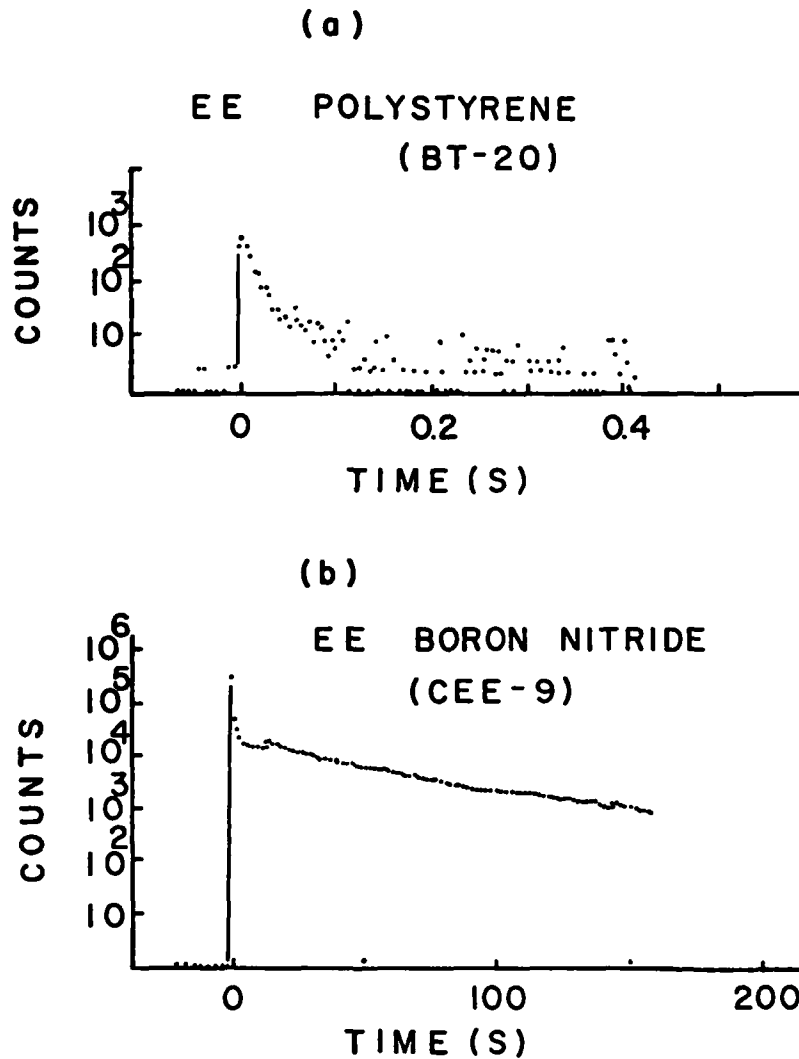 (a)
EE POLYSTYRENE
(BT-20)
COUNTS
10³
10²
10
0 0.2 0.4
TIME (S)
(b)
EE BORON NITRIDE
(CEE-9)
COUNTS
10⁶
10⁵
10⁴
10³
10²
10
0 100 200
TIME (S)